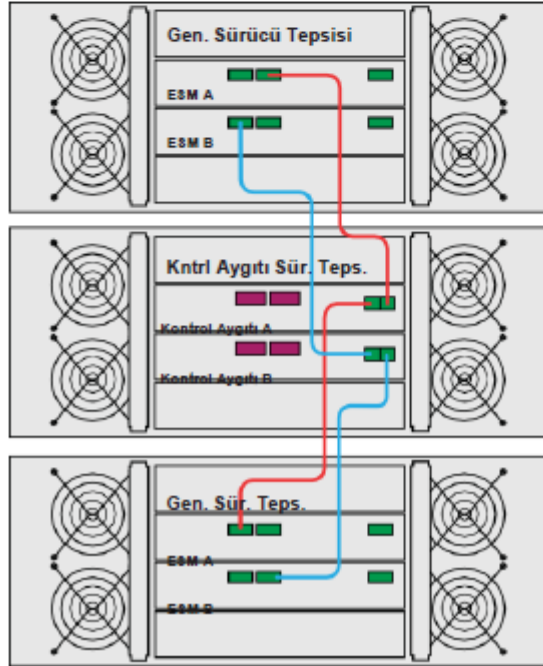 Gen. Sürücü Tepsisi
ESM A
ESM B
Kntrl Aygıtı Sür. Teps.
Kontrol Aygıtı A
Kontrol Aygıtı B
Gen. Sür. Teps.
ESM A
ESM B